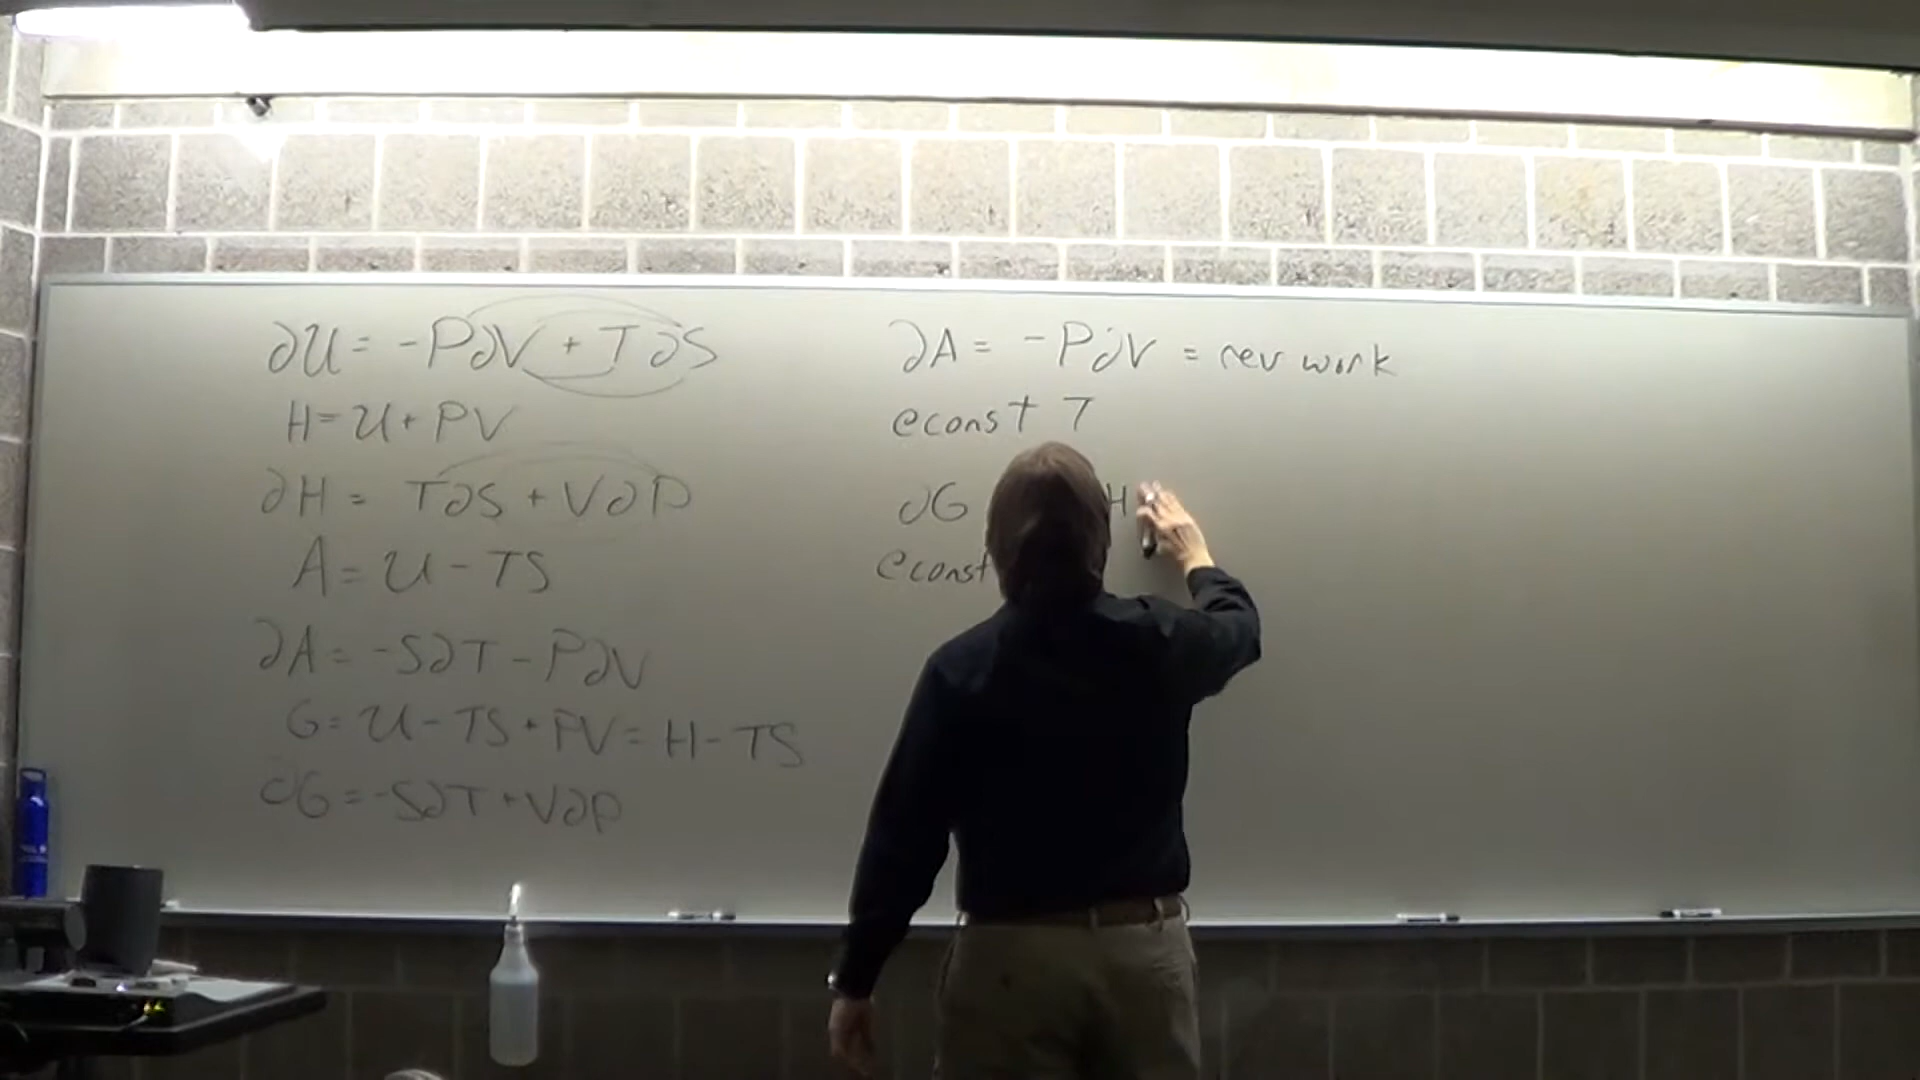 ∂U = -P∂V + T∂S
H = U + PV
∂H = T∂S + V∂P
A = U - TS
∂A = -S∂T - P∂V
G = U - TS + PV = H - TS
∂G = -S∂T + V∂P
∂A = -P∂V = rev work
@const T
∂G H
@const